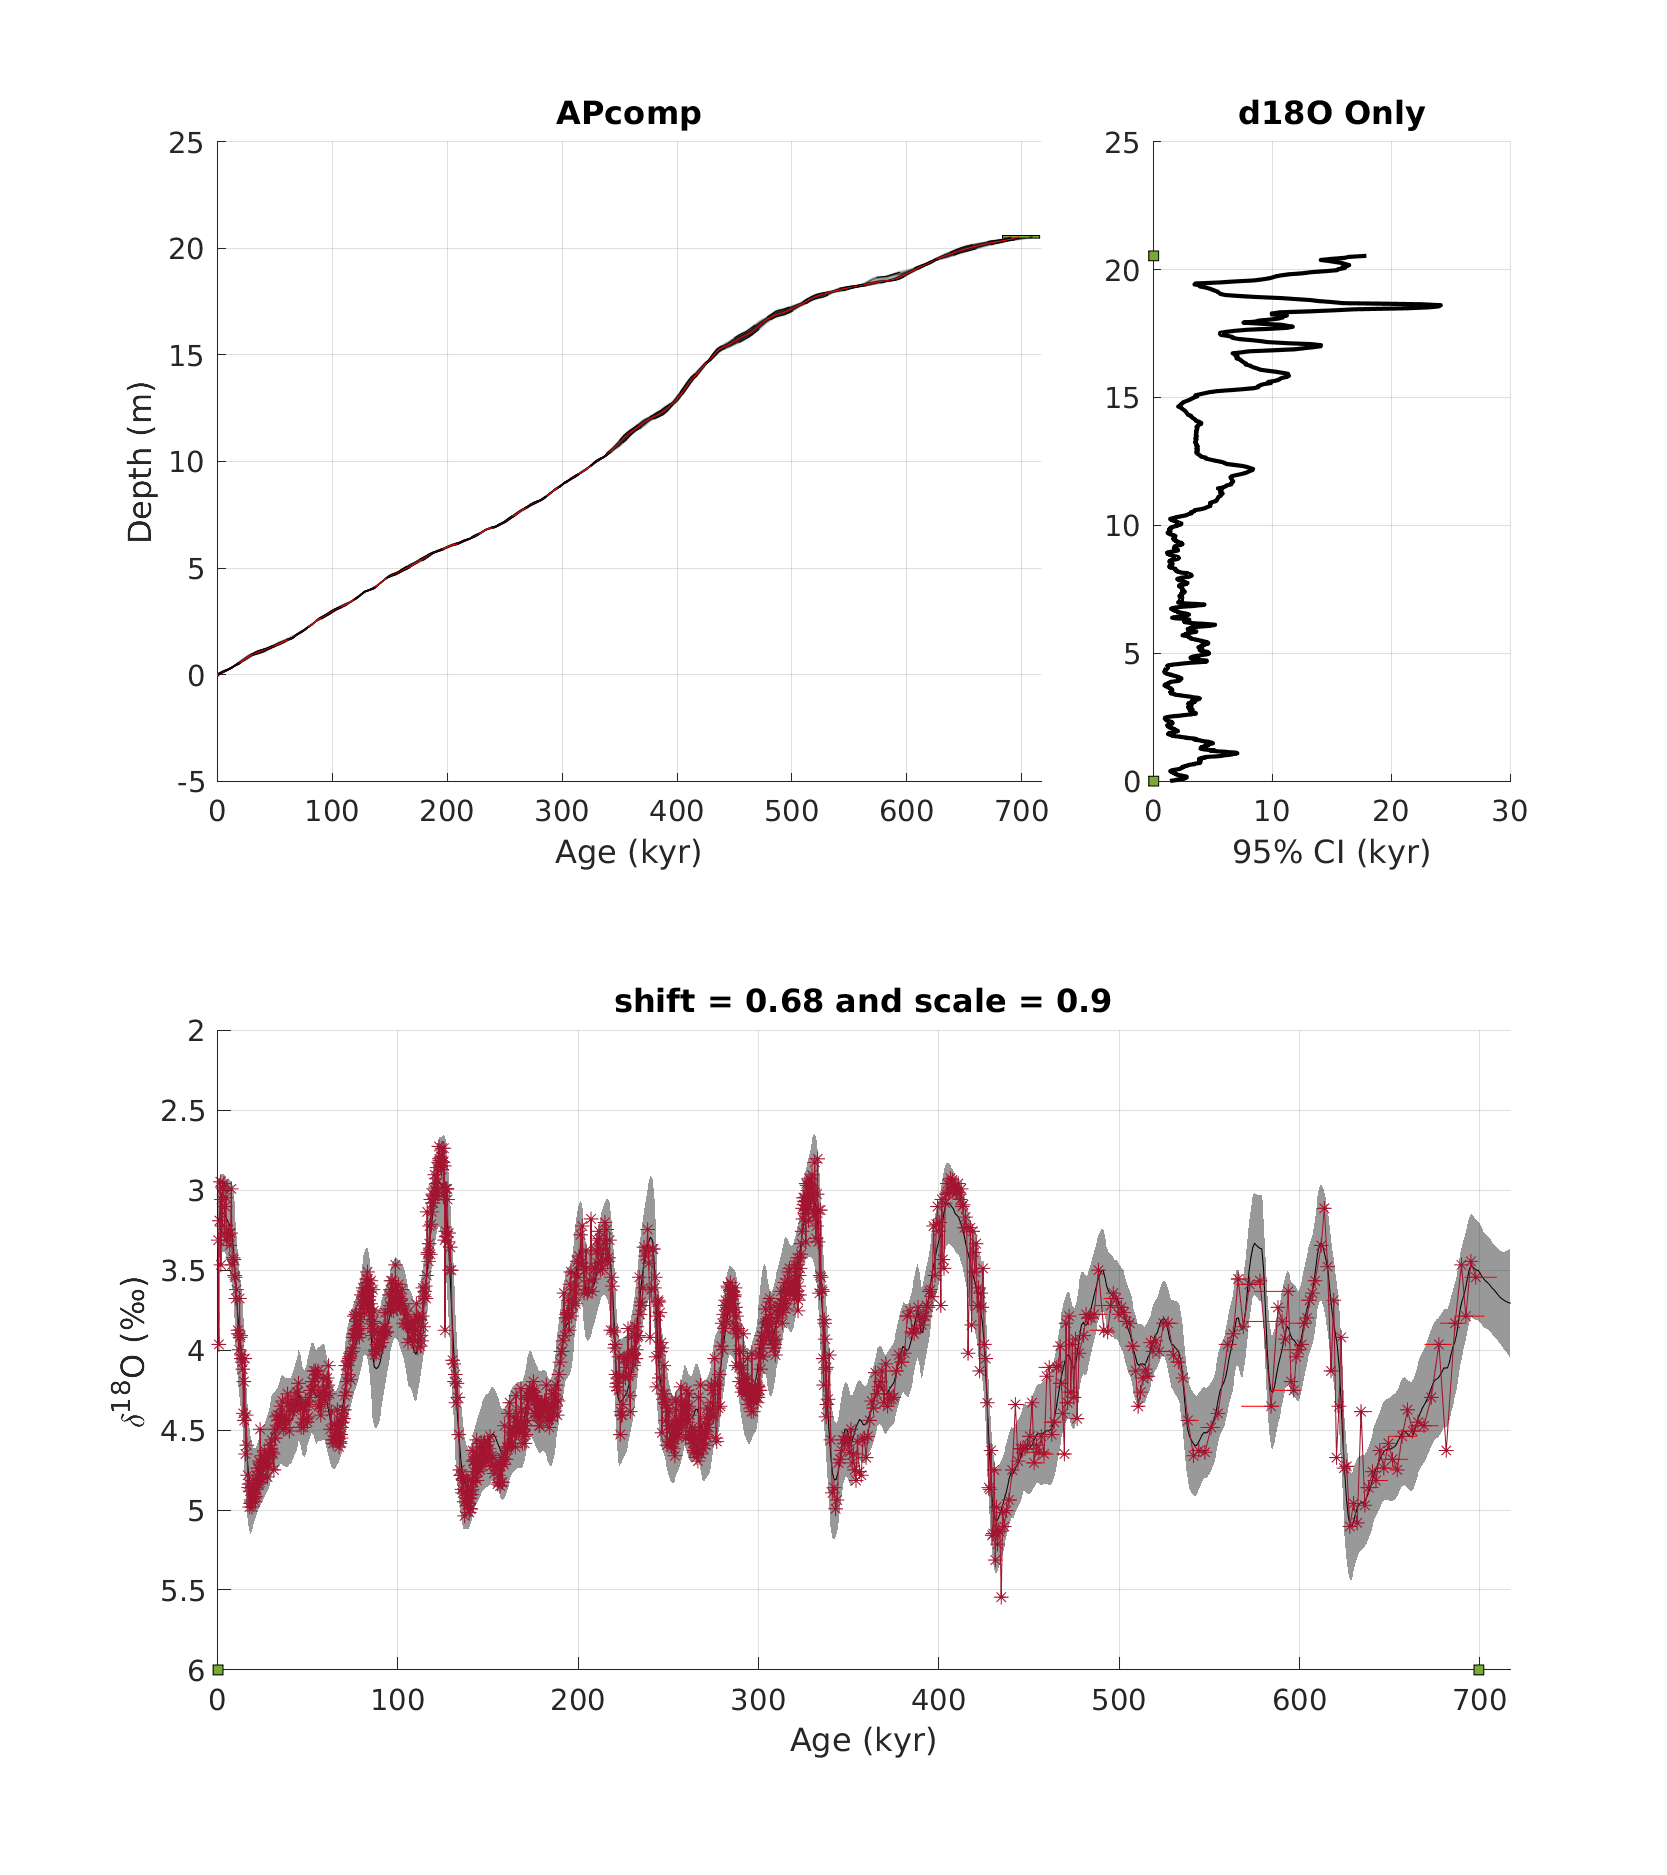 APcomp
25
20
15
10
5
0
-5
Depth (m)
0 100 200 300 400 500 600 700
Age (kyr)
d18O Only
25
20
15
10
5
0
0 10 20 30
95% CI (kyr)
shift = 0.68 and scale = 0.9
2
2.5
3
3.5
4
4.5
5
5.5
6
δ18O (‰)
0 100 200 300 400 500 600 700
Age (kyr)